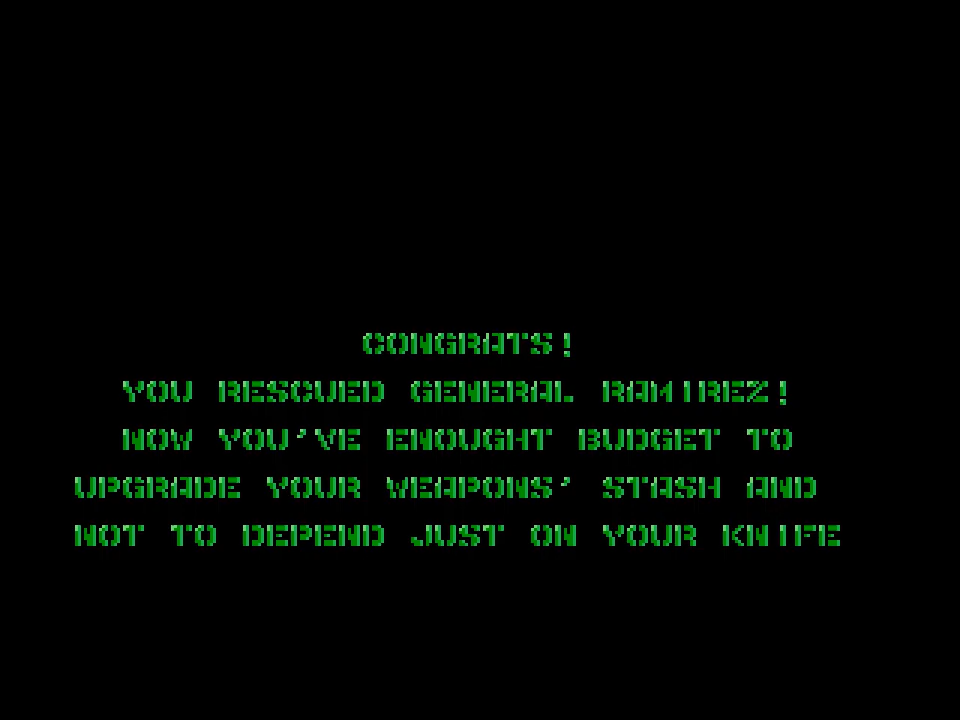 CONGRATS!
YOU RESCUED GENERAL RAMIREZ!
NOW YOU'VE ENOUGHT BUDGET TO
UPGRADE YOUR WEAPONS' STASH AND
NOT TO DEPEND JUST ON YOUR KNIFE